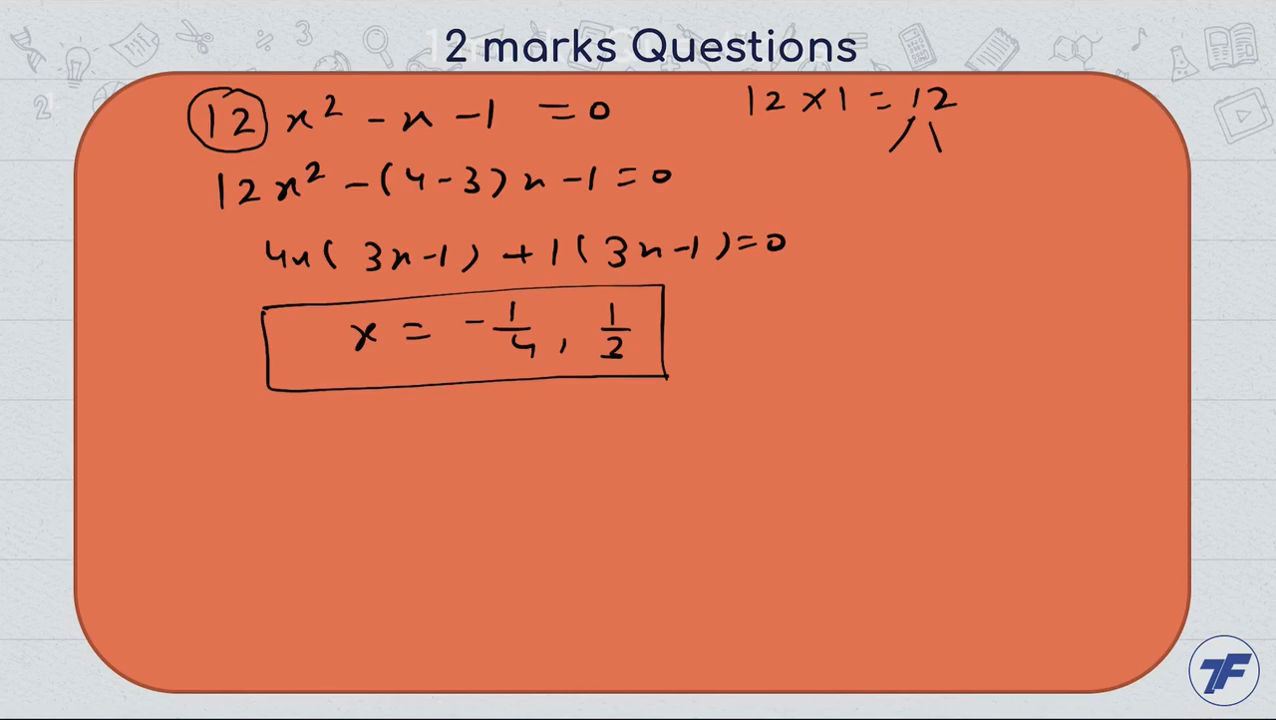 2 marks Questions
12 x² - x - 1 = 0
12 × 1 = 12
12x² - (4 - 3) x - 1 = 0
4x ( 3x - 1 ) + 1 ( 3x - 1 ) = 0
x = - 1/4 , 1/2
7F